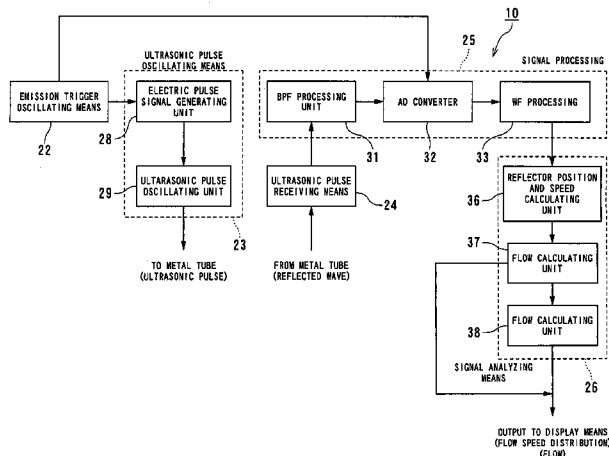 10
25
ULTRASONIC PULSE
OSCILLATING MEANS
SIGNAL PROCESSING
EMISSION TRIGGER
OSCILLATING MEANS
22
ELECTRIC PULSE
SIGNAL GENERATING
UNIT
28
BPF PROCESSING
UNIT
31
AD CONVERTER
32
WF PROCESSING
33
29
ULTARASONIC PULSE
OSCILLATING UNIT
23
ULTRASONIC PULSE
RECEIVING MEANS
24
36
REFLECTOR POSITION
AND SPEED
CALCULATING
UNIT
TO METAL TUBE
(ULTRASONIC PULSE)
FROM METAL TUBE
(REFLECTED WAVE)
37
FLOW CALCULATING
UNIT
38
FLOW CALCULATING
UNIT
SIGNAL ANALYZING
MEANS
26
OUTPUT TO DISPLAY MEANS
(FLOW SPEED DISTRIBUTION)
(FLOW)